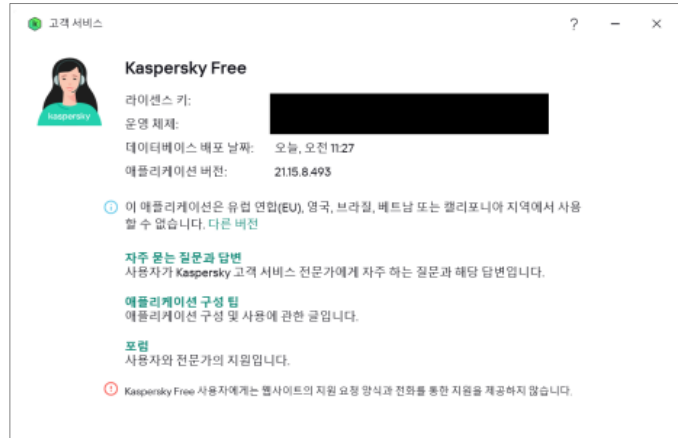 고객 서비스
?
Kaspersky Free
kaspersky
라이센스 키:
운영 체제:
데이터베이스 배포 날짜: 오늘, 오전 11:27
애플리케이션 버전: 21.15.8.493
이 애플리케이션은 유럽 연합(EU), 영국, 브라질, 베트남 또는 캘리포니아 지역에서 사용
할 수 없습니다. 다른 버전
자주 묻는 질문과 답변
사용자가 Kaspersky 고객 서비스 전문가에게 자주 하는 질문과 해당 답변입니다.
애플리케이션 구성 팁
애플리케이션 구성 및 사용에 관한 글입니다.
포럼
사용자와 전문가의 지원입니다.
Kaspersky Free 사용자에게는 웹사이트의 지원 요청 양식과 전화를 통한 지원을 제공하지 않습니다.